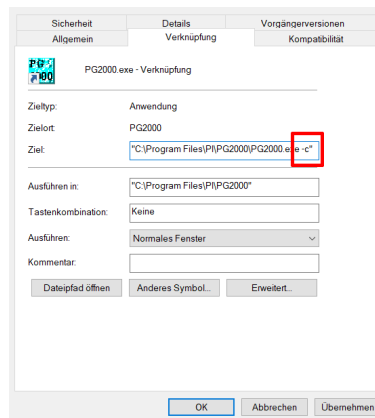 Sicherheit Details Vorgängerversionen
Allgemein Verknüpfung Kompatibilität
PG2000.exe - Verknüpfung
Zieltyp: Anwendung
Zielort: PG2000
Ziel: "C:\Program Files\PI\PG2000\PG2000.exe -c"
Ausführen in: "C:\Program Files\PI\PG2000"
Tastenkombination: Keine
Ausführen: Normales Fenster
Kommentar:
Dateipfad öffnen Anderes Symbol... Erweitert...
OK Abbrechen Übernehmen